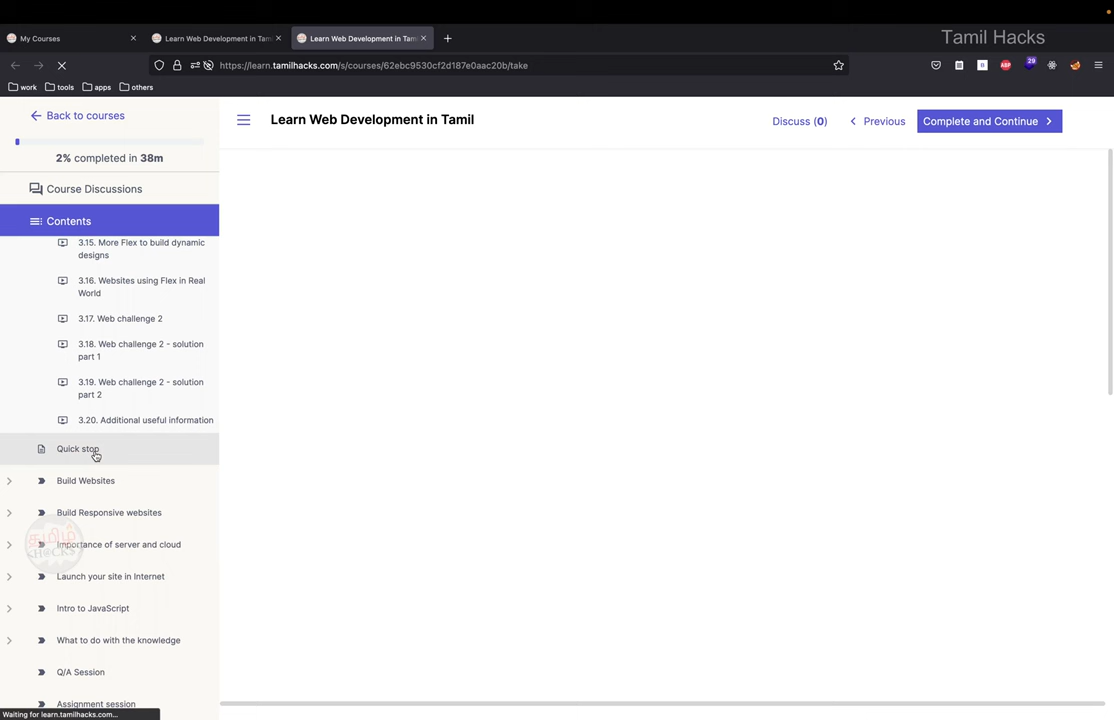 Tamil Hacks
My Courses
Learn Web Development in Tam
Learn Web Development in Tam
https://learn.tamilhacks.com/s/courses/62ebc9530cf2d187e0aac20b/take
29
ABP
work
tools
apps
others
Back to courses
2% completed in 38m
Course Discussions
Contents
3.15. More Flex to build dynamic
designs
3.16. Websites using Flex in Real
World
3.17. Web challenge 2
3.18. Web challenge 2 - solution
part 1
3.19. Web challenge 2 - solution
part 2
3.20. Additional useful information
Quick stop
Build Websites
Build Responsive websites
Importance of server and cloud
Launch your site in Internet
Intro to JavaScript
What to do with the knowledge
Q/A Session
Assignment session
Waiting for learn.tamilhacks.com...
தமிழ்
H@CKS
Learn Web Development in Tamil
Discuss (0)
Previous
Complete and Continue